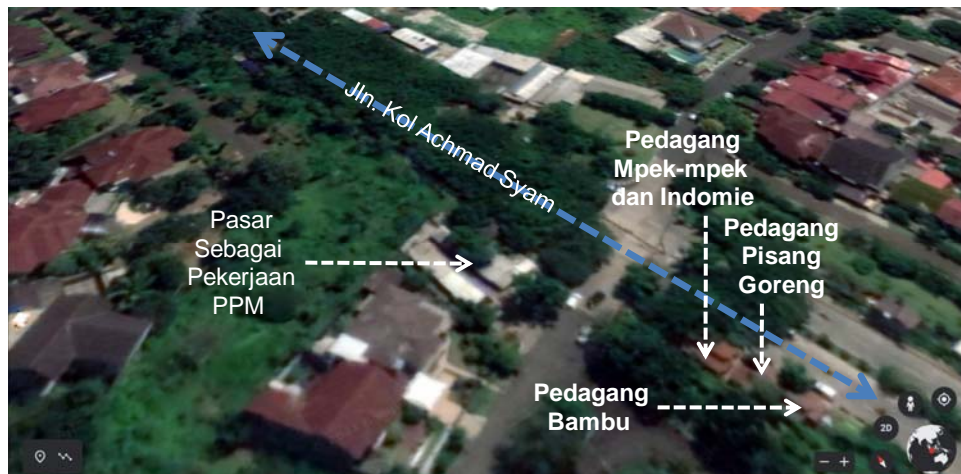 Jln. Kol Achmad Syam
Pedagang
Mpek-mpek
dan Indomie
Pedagang
Pisang
Goreng
Pasar
Sebagai
Pekerjaan
PPM
Pedagang
Bambu
2D